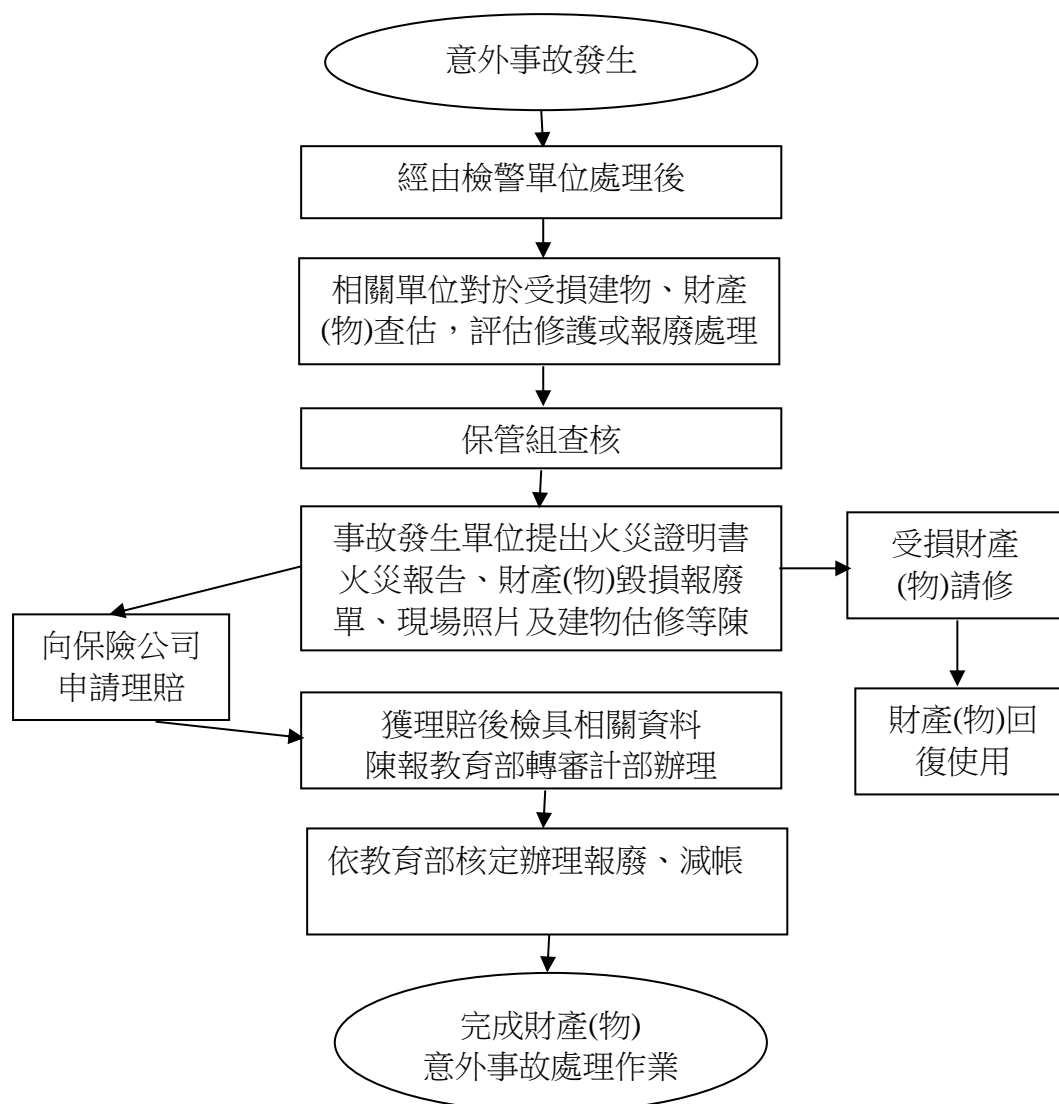 意外事故發生
經由檢警單位處理後
相關單位對於受損建物、財產
(物)查估，評估修護或報廢處理
保管組查核
事故發生單位提出火災證明書
火災報告、財產(物)毀損報廢
單、現場照片及建物估修等陳
受損財產
(物)請修
向保險公司
申請理賠
獲理賠後檢具相關資料
陳報教育部轉審計部辦理
財產(物)回
復使用
依教育部核定辦理報廢、減帳
完成財產(物)
意外事故處理作業